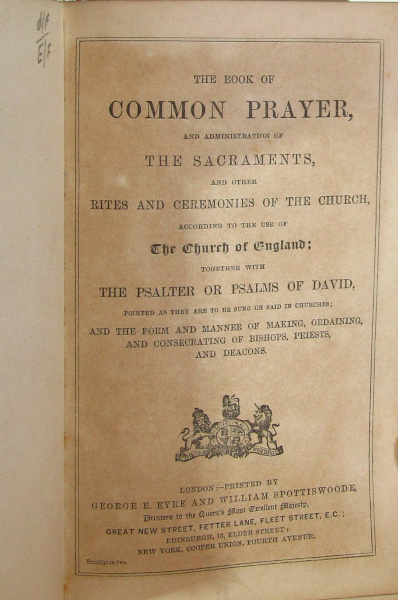 THE BOOK OF
COMMON PRAYER,
AND ADMINISTRATION OF
THE SACRAMENTS,
AND OTHER
RITES AND CEREMONIES OF THE CHURCH,
ACCORDING TO THE USE OF
The Church of England;
TOGETHER WITH
THE PSALTER OR PSALMS OF DAVID,
POINTED AS THEY ARE TO BE SUNG OR SAID IN CHURCHES;
AND THE FORM AND MANNER OF MAKING, ORDAINING,
AND CONSECRATING OF BISHOPS, PRIESTS,
AND DEACONS.
LONDON:—PRINTED BY
GEORGE E. EYRE AND WILLIAM SPOTTISWOODE,
Printers to the Queen's Most Excellent Majesty,
GREAT NEW STREET, FETTER LANE, FLEET STREET, E.C.;
EDINBURGH, 16, ELDER STREET;
NEW YORK, COOPER UNION, FOURTH AVENUE.